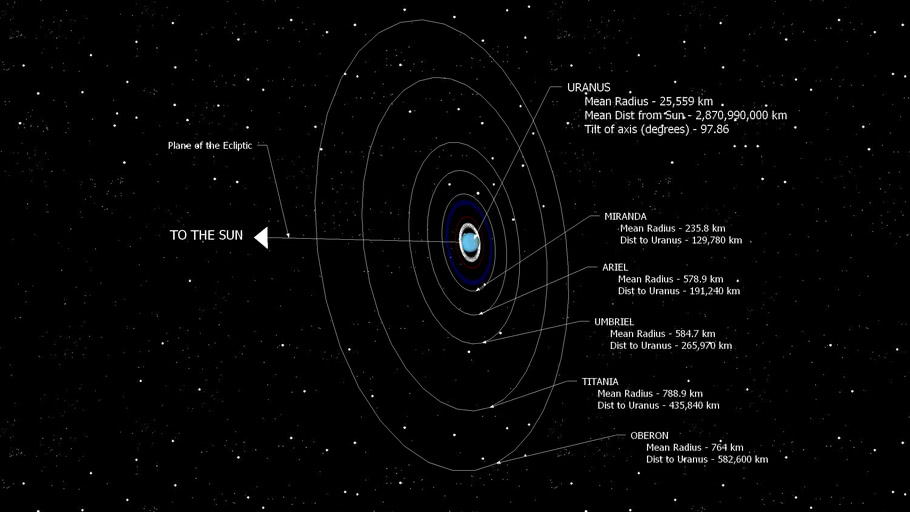 URANUS
Mean Radius - 25,559 km
Mean Dist from Sun - 2,870,990,000 km
Tilt of axis (degrees) - 97.86
Plane of the Ecliptic
TO THE SUN
MIRANDA
Mean Radius - 235.8 km
Dist to Uranus - 129,780 km
ARIEL
Mean Radius - 578.9 km
Dist to Uranus - 191,240 km
UMBRIEL
Mean Radius - 584.7 km
Dist to Uranus - 265,970 km
TITANIA
Mean Radius - 788.9 km
Dist to Uranus - 435,840 km
OBERON
Mean Radius - 764 km
Dist to Uranus - 582,600 km